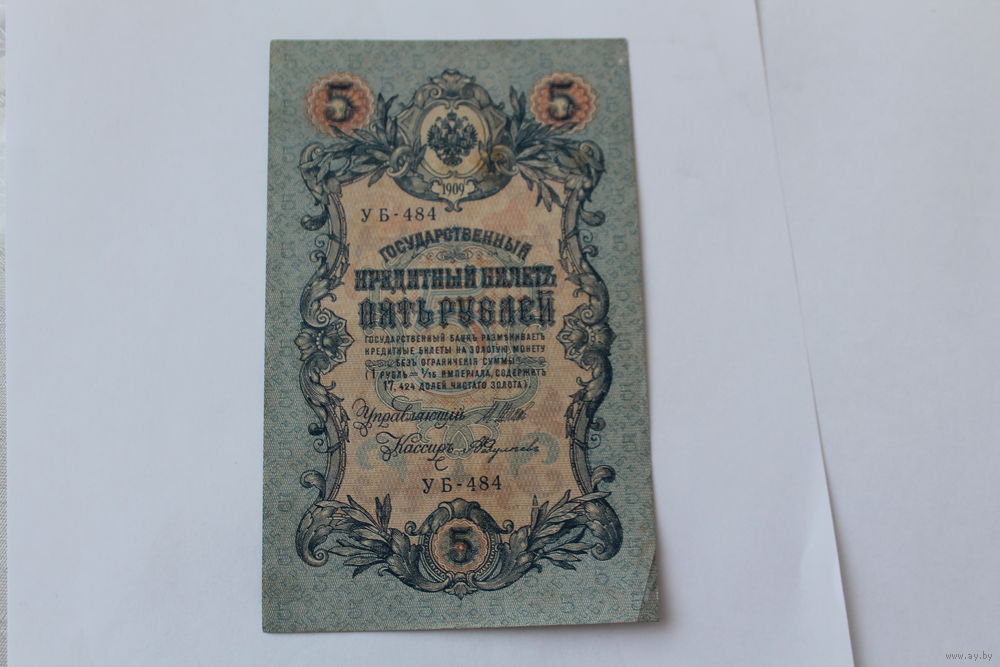 5 5
1909
УБ-484
ГОСУДАРСТВЕННЫЙ
КРЕДИТНЫЙ БИЛЕТЪ
ПЯТЬ РУБЛЕЙ
ГОСУДАРСТВЕННЫЙ БАНКЪ РАЗМѢНИВАЕТЪ
КРЕДИТНЫЕ БИЛЕТЫ НА ЗОЛОТУЮ МОНЕТУ
БЕЗЪ ОГРАНИЧЕНІЯ СУММЫ
(1 РУБЛЬ = 1/15 ИМПЕРІАЛА, СОДЕРЖИТЪ
17,424 ДОЛЕЙ ЧИСТАГО ЗОЛОТА).
Управляющій
Кассиръ
УБ-484
5
www.ay.by